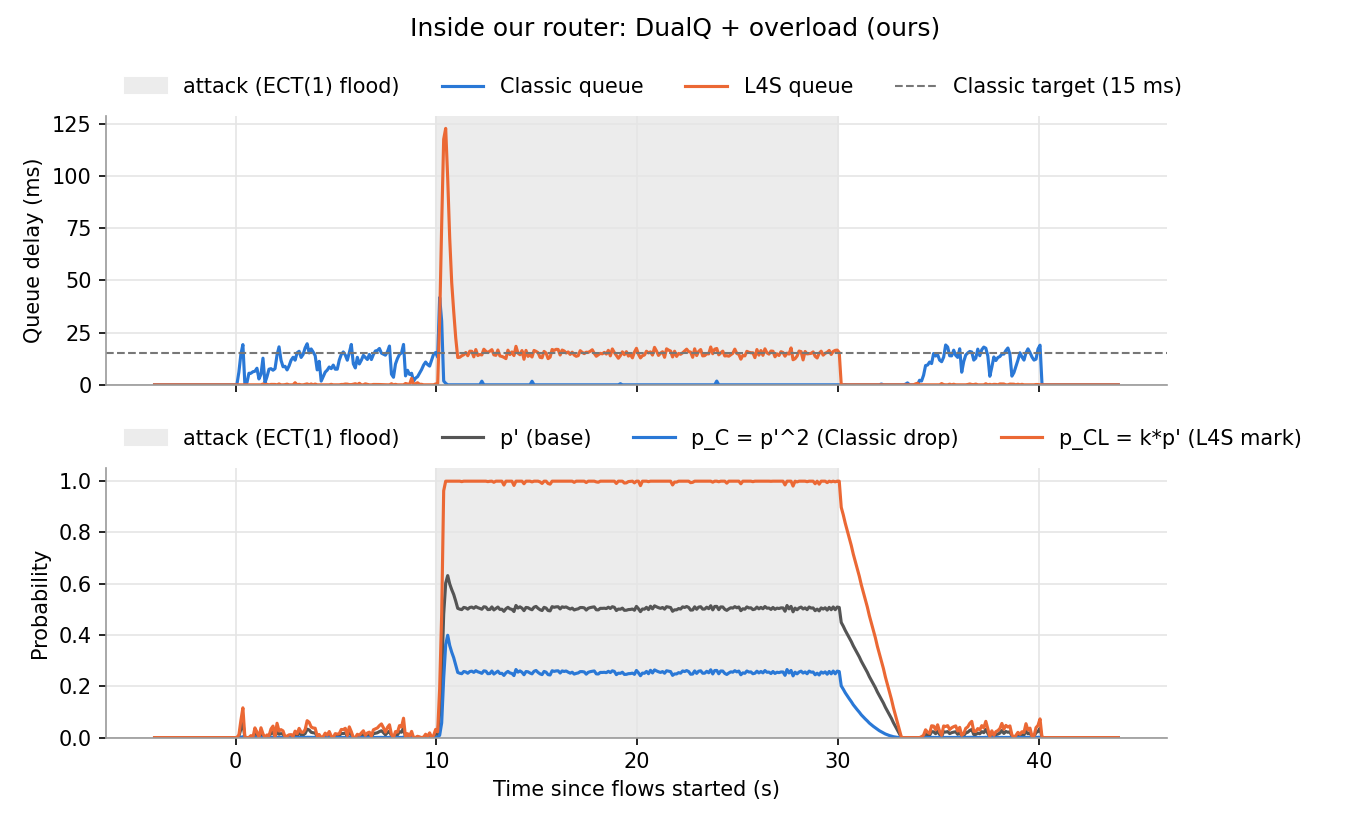 Inside our router: DualQ + overload (ours)
attack (ECT(1) flood) Classic queue L4S queue Classic target (15 ms)
Queue delay (ms)
125
100
75
50
25
0
attack (ECT(1) flood) p' (base) p_C = p'^2 (Classic drop) p_CL = k*p' (L4S mark)
Probability
1.0
0.8
0.6
0.4
0.2
0.0
0 10 20 30 40
Time since flows started (s)